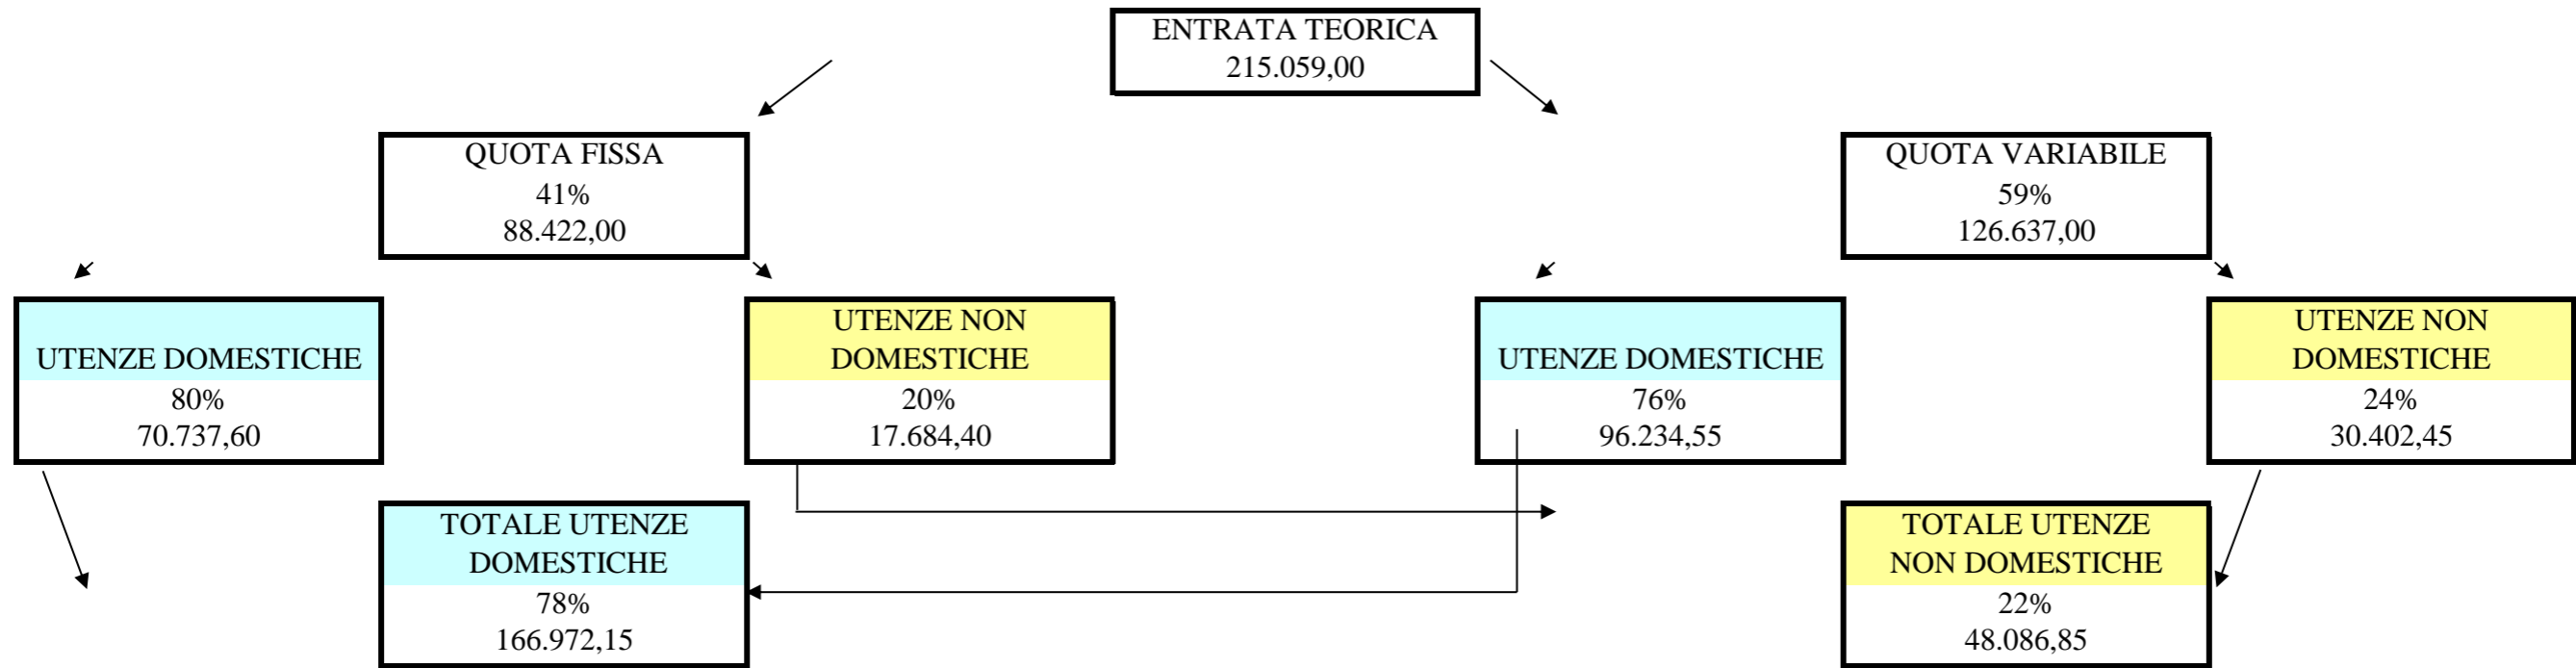 ENTRATA TEORICA
215.059,00
QUOTA FISSA
41%
88.422,00
QUOTA VARIABILE
59%
126.637,00
UTENZE DOMESTICHE
80%
70.737,60
UTENZE NON
DOMESTICHE
20%
17.684,40
UTENZE DOMESTICHE
76%
96.234,55
UTENZE NON
DOMESTICHE
24%
30.402,45
TOTALE UTENZE
DOMESTICHE
78%
166.972,15
TOTALE UTENZE
NON DOMESTICHE
22%
48.086,85